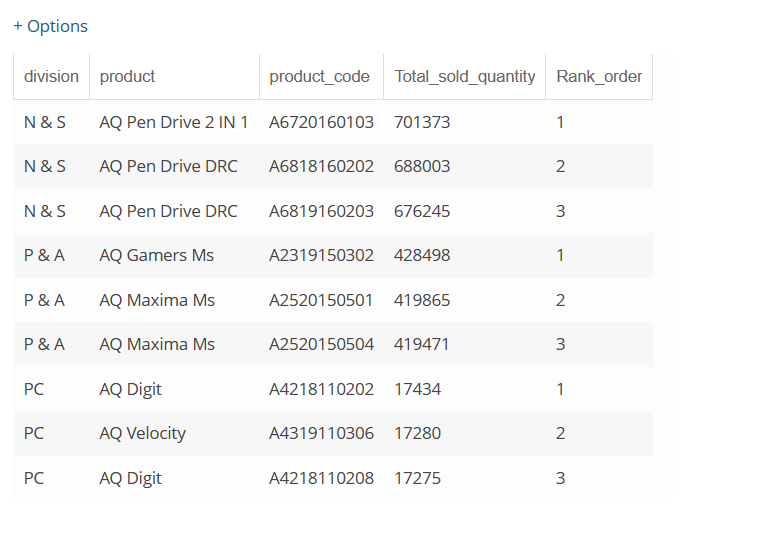 + Options
division product product_code Total_sold_quantity Rank_order
N & S AQ Pen Drive 2 IN 1 A6720160103 701373 1
N & S AQ Pen Drive DRC A6818160202 688003 2
N & S AQ Pen Drive DRC A6819160203 676245 3
P & A AQ Gamers Ms A2319150302 428498 1
P & A AQ Maxima Ms A2520150501 419865 2
P & A AQ Maxima Ms A2520150504 419471 3
PC AQ Digit A4218110202 17434 1
PC AQ Velocity A4319110306 17280 2
PC AQ Digit A4218110208 17275 3